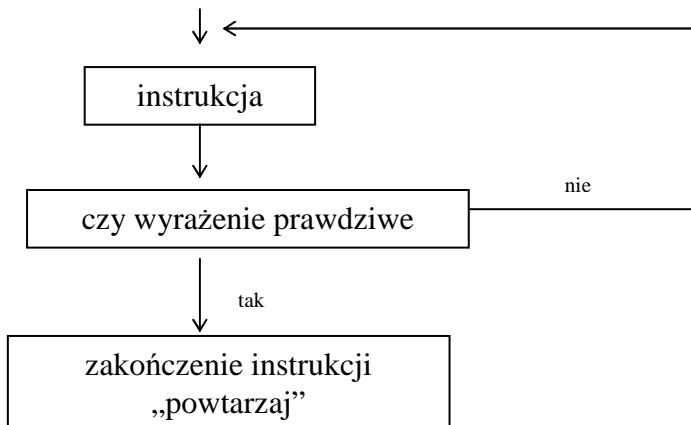 instrukcja
nie
czy wyrażenie prawdziwe
tak
zakończenie instrukcji
„powtarzaj”